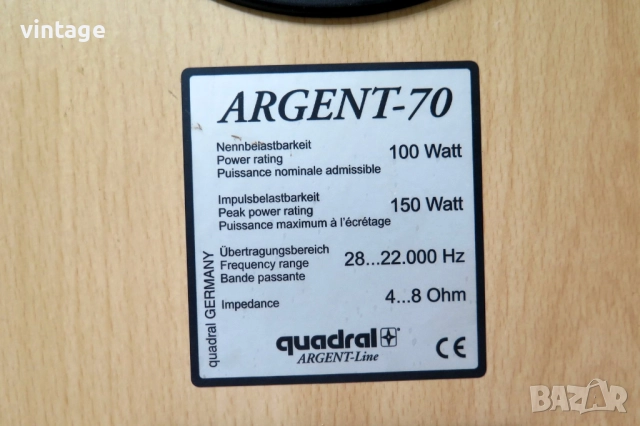 vintage
ARGENT-70
Nennbelastbarkeit
Power rating 100 Watt
Puissance nominale admissible
Impulsbelastbarkeit
Peak power rating 150 Watt
Puissance maximum à l'écrêtage
Übertragungsbereich
Frequency range 28...22.000 Hz
Bande passante
Impedance 4...8 Ohm
quadral GERMANY
quadral
ARGENT-Line
CE
BAZAR